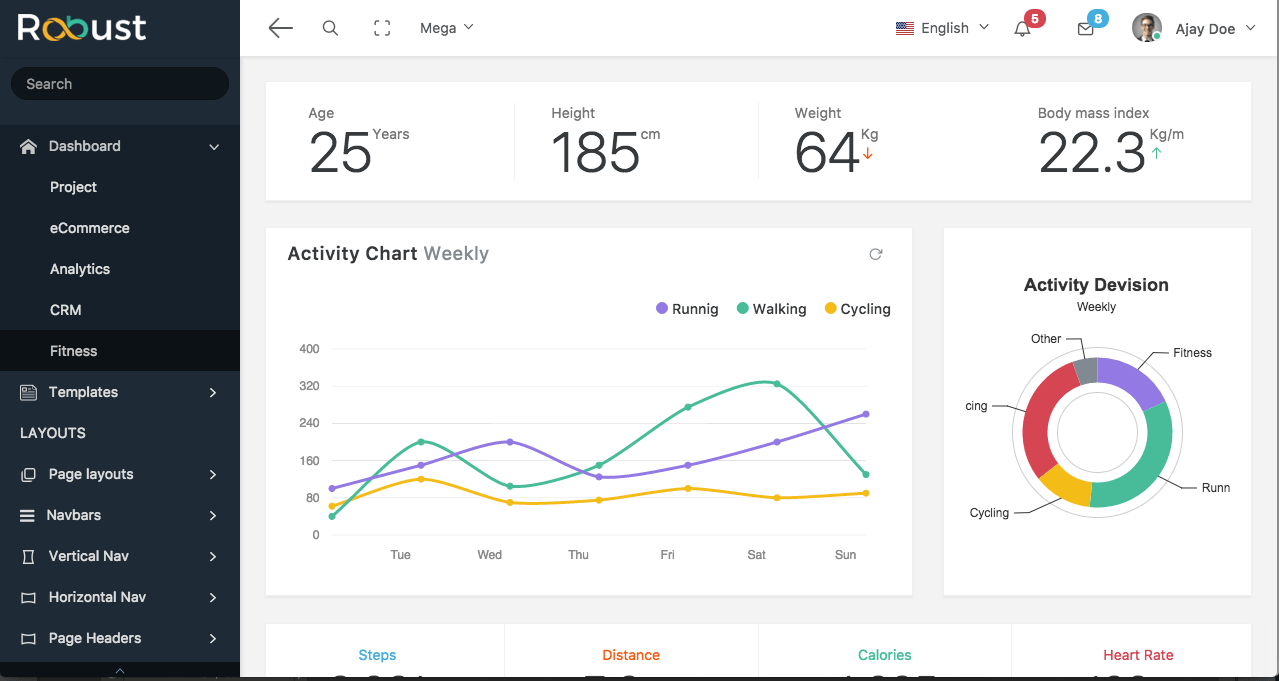 Robust
Search
Dashboard
Project
eCommerce
Analytics
CRM
Fitness
Templates
LAYOUTS
Page layouts
Navbars
Vertical Nav
Horizontal Nav
Page Headers
Mega
English
5
8
Ajay Doe
Age
25 Years
Height
185 cm
Weight
64 Kg
Body mass index
22.3 Kg/m
Activity Chart Weekly
Runnig Walking Cycling
400
320
240
160
80
0
Tue Wed Thu Fri Sat Sun
Activity Devision
Weekly
Other
Fitness
cing
Runn
Cycling
Steps
Distance
Calories
Heart Rate